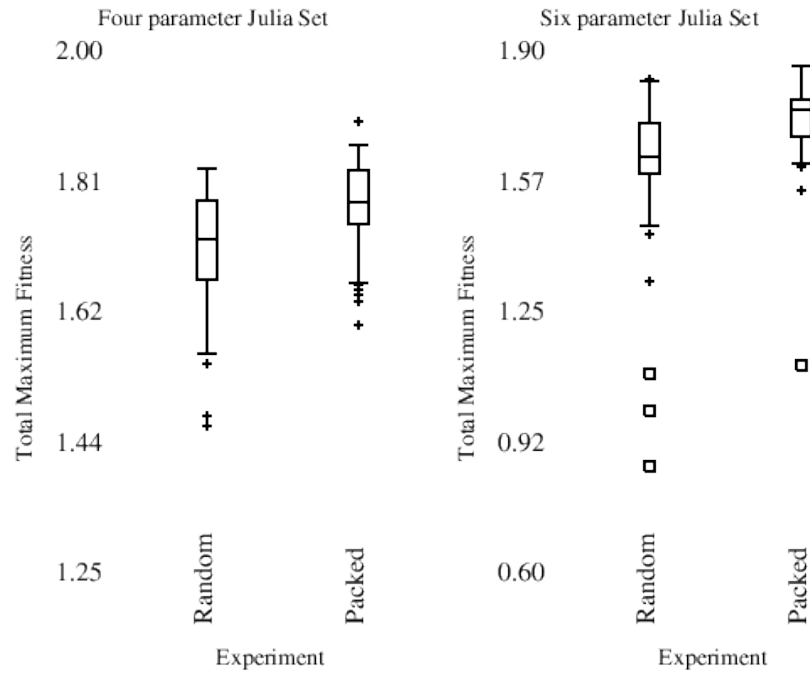 Four parameter Julia Set
2.00
1.81
1.62
1.44
1.25
Total Maximum Fitness
Random
Packed
Experiment
Six parameter Julia Set
1.90
1.57
1.25
0.92
0.60
Total Maximum Fitness
Random
Packed
Experiment